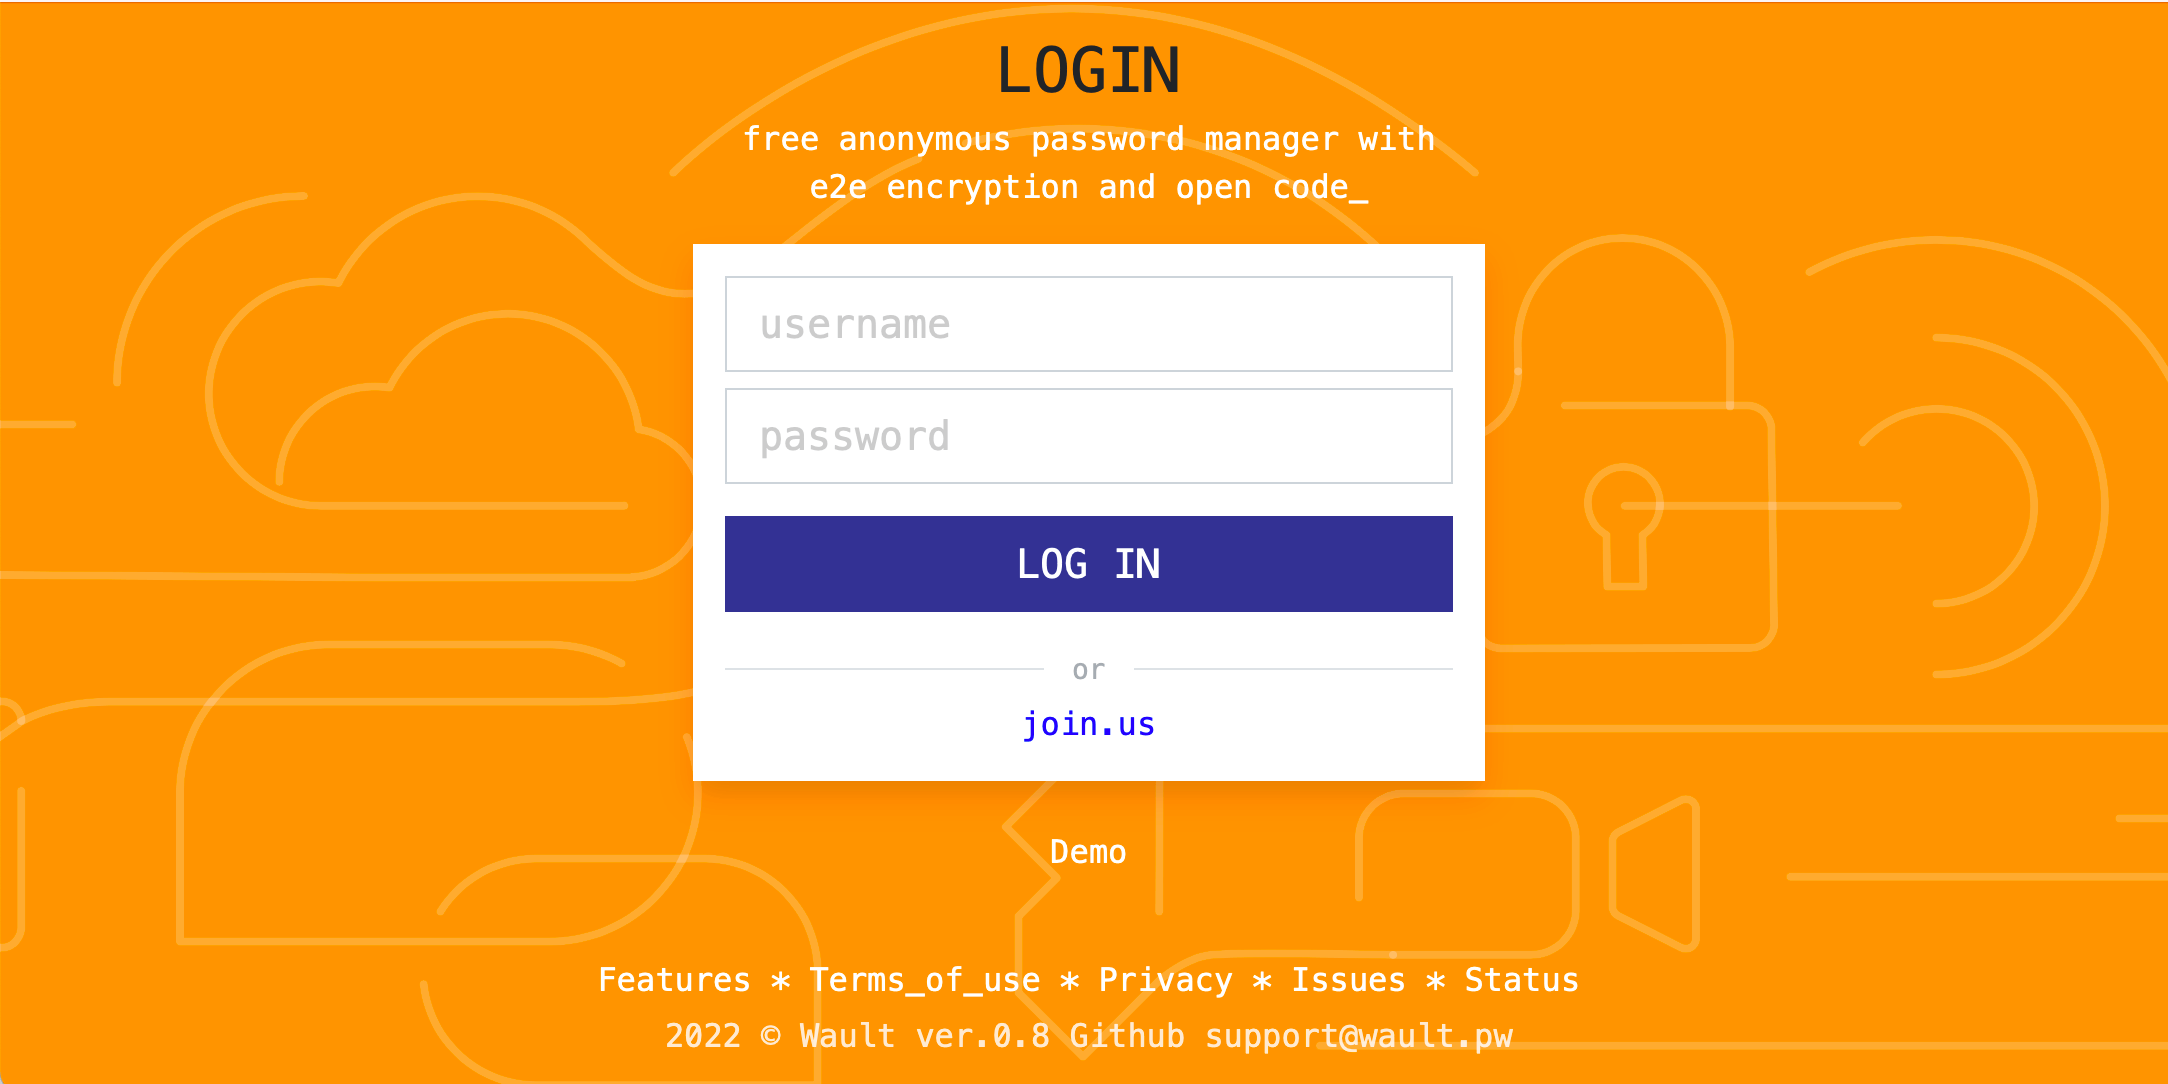 LOGIN
free anonymous password manager with
e2e encryption and open code_
username
password
LOG IN
or
join.us
Demo
Features * Terms_of_use * Privacy * Issues * Status
2022 © Wault ver.0.8 Github support@wault.pw